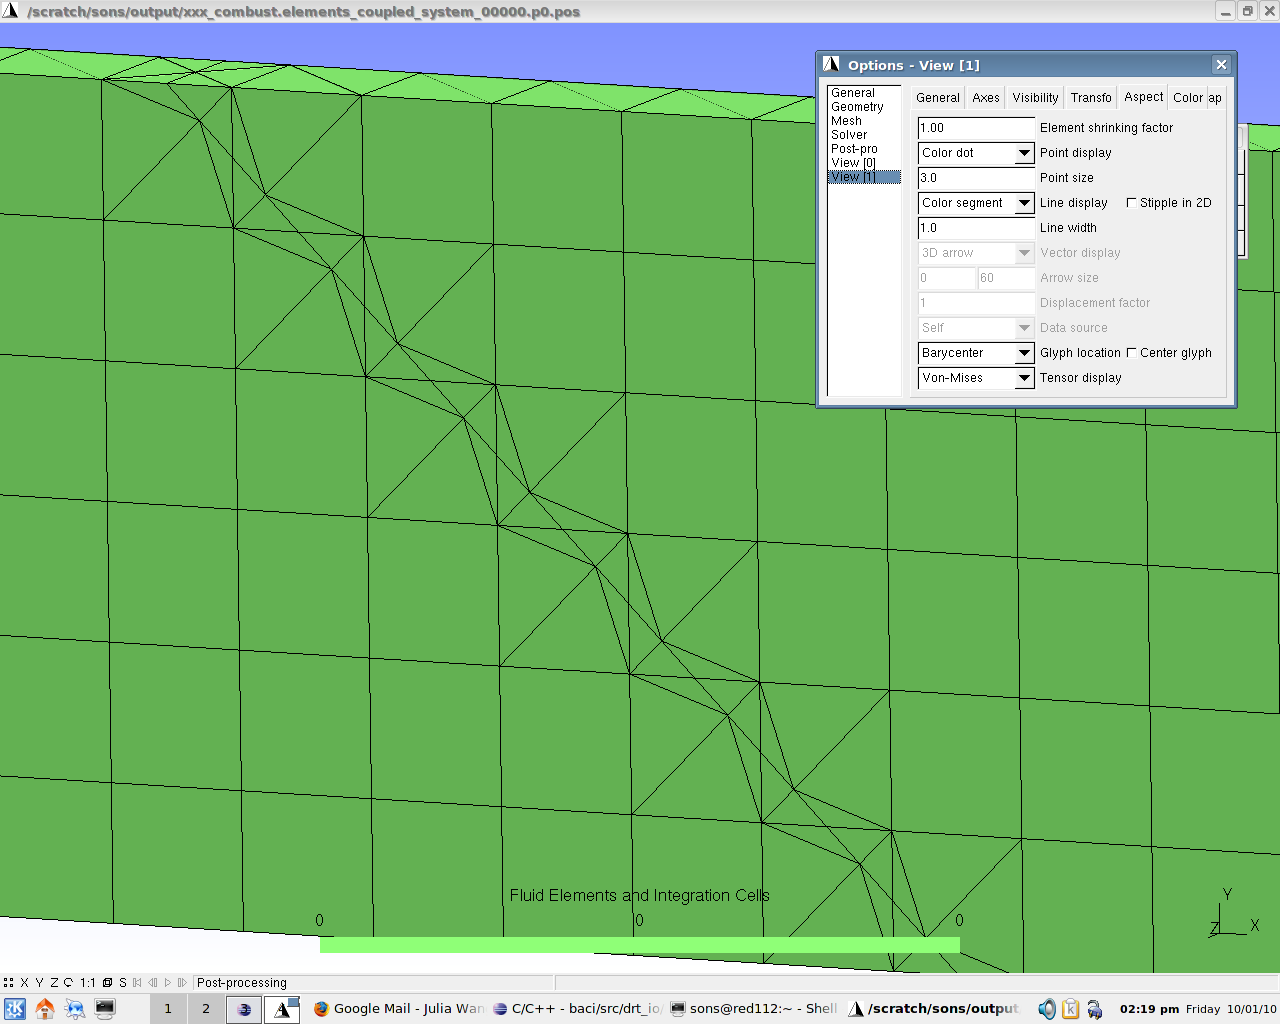 /scratch/sons/output/xxx_combust.elements_coupled_system_00000.p0.pos
Options - View [1]
General
Geometry
Mesh
Solver
Post-pro
View [0]
View [1]
General Axes Visibility Transfo Aspect Color ap
1.00 Element shrinking factor
Color dot Point display
3.0 Point size
Color segment Line display Stipple in 2D
1.0 Line width
3D arrow Vector display
0 60 Arrow size
1 Displacement factor
Self Data source
Barycenter Glyph location Center glyph
Von-Mises Tensor display
Fluid Elements and Integration Cells
0 0 0
Y
Z X
X Y Z 1:1 S Post-processing
1 2 Google Mail - Julia Wan C/C++ - baci/src/drt_io/ sons@red112:~ - Shell /scratch/sons/output 02:19 pm Friday 10/01/10